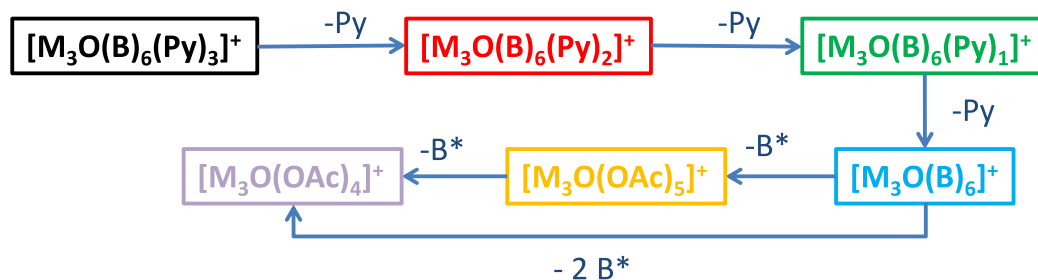 -Py -Py
[M₃O(B)₆(Py)₃]⁺ [M₃O(B)₆(Py)₂]⁺ [M₃O(B)₆(Py)₁]⁺
-Py
-B* -B*
[M₃O(OAc)₄]⁺ [M₃O(OAc)₅]⁺ [M₃O(B)₆]⁺
- 2 B*